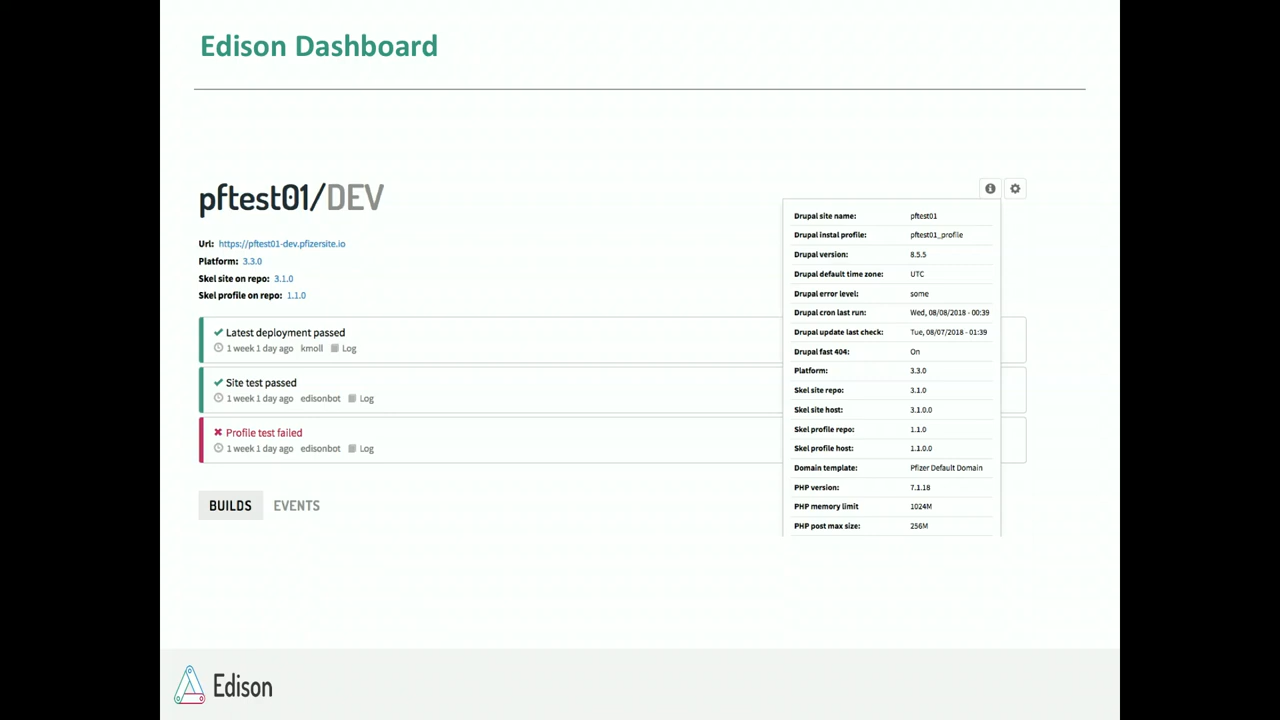 Edison Dashboard
pftest01/DEV
Url: https://pftest01-dev.pfizersite.io
Platform: 3.3.0
Skel site on repo: 3.1.0
Skel profile on repo: 1.1.0
Latest deployment passed
1 week 1 day ago kmoll Log
Site test passed
1 week 1 day ago edisonbot Log
Profile test failed
1 week 1 day ago edisonbot Log
BUILDS EVENTS
Drupal site name: pftest01
Drupal instal profile: pftest01_profile
Drupal version: 8.5.5
Drupal default time zone: UTC
Drupal error level: some
Drupal cron last run: Wed, 08/08/2018 - 00:39
Drupal update last check: Tue, 08/07/2018 - 01:39
Drupal fast 404: On
Platform: 3.3.0
Skel site repo: 3.1.0
Skel site host: 3.1.0.0
Skel profile repo: 1.1.0
Skel profile host: 1.1.0.0
Domain template: Pfizer Default Domain
PHP version: 7.1.18
PHP memory limit 1024M
PHP post max size: 256M
Edison